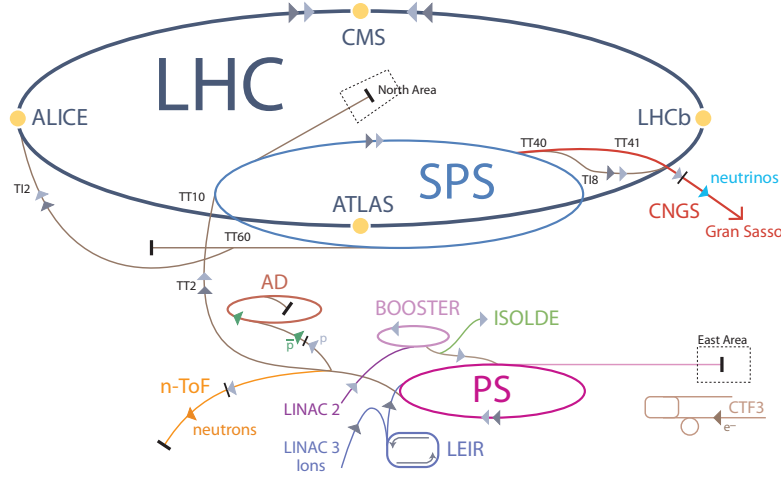 CMS
LHC
North Area
ALICE
LHCb
TT40
TT41
SPS
TI2
TT10
TI8
neutrinos
ATLAS
CNGS
Gran Sasso
TT60
TT2
AD
BOOSTER
ISOLDE
p
p
East Area
n-ToF
PS
LINAC 2
CTF3
neutrons
e−
LINAC 3
Ions
LEIR